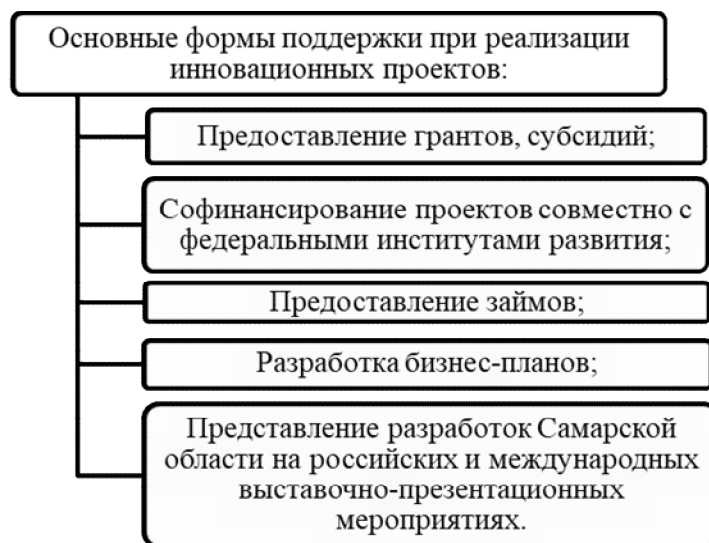 Основные формы поддержки при реализации
инновационных проектов:
Предоставление грантов, субсидий;
Софинансирование проектов совместно с
федеральными институтами развития;
Предоставление займов;
Разработка бизнес-планов;
Представление разработок Самарской
области на российских и международных
выставочно-презентационных
мероприятиях.